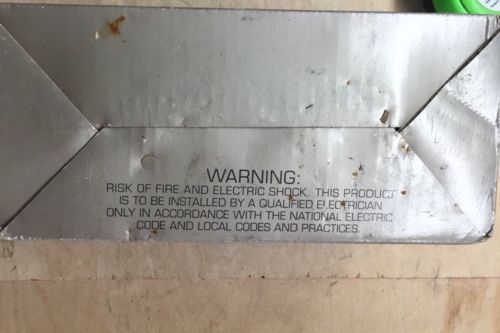 WARNING:
RISK OF FIRE AND ELECTRIC SHOCK. THIS PRODUCT
IS TO BE INSTALLED BY A QUALIFIED ELECTRICIAN
ONLY IN ACCORDANCE WITH THE NATIONAL ELECTRIC
CODE AND LOCAL CODES AND PRACTICES.